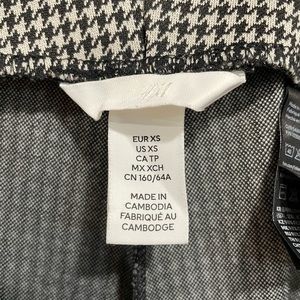 H&M
EUR XS
US XS
CA TP
MX XCH
CN 160/64A
MADE IN
CAMBODIA
FABRIQUÉ AU
CAMBODGE